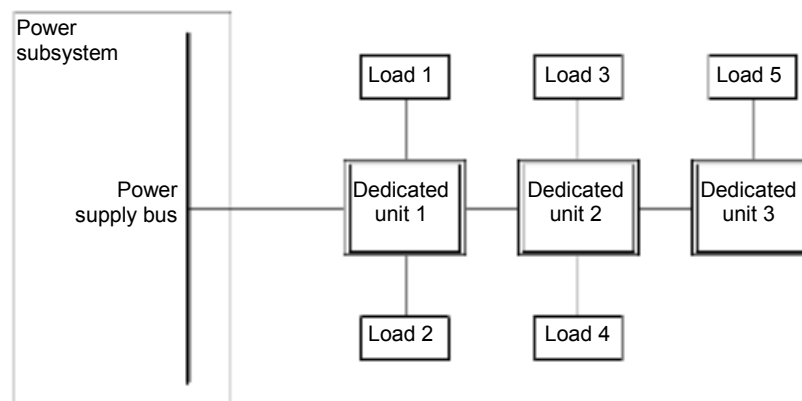 Power
subsystem
Load 1
Load 3
Load 5
Power
supply bus
Dedicated
unit 1
Dedicated
unit 2
Dedicated
unit 3
Load 2
Load 4